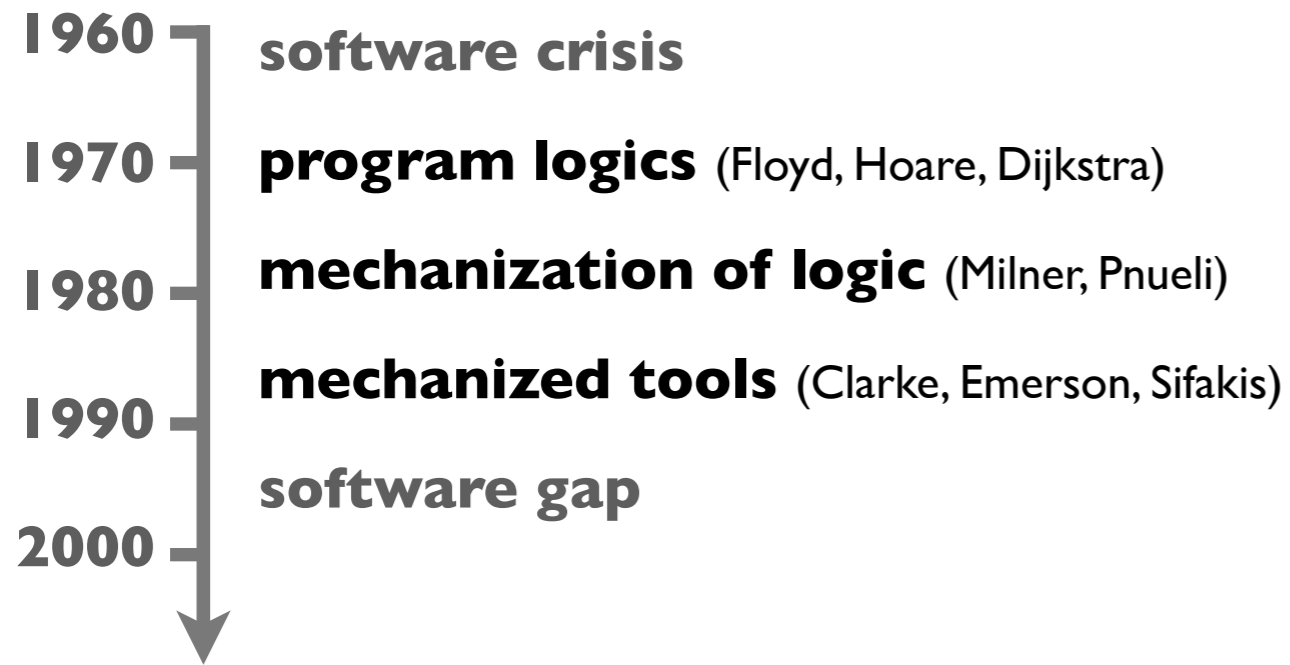 1960
software crisis
1970
program logics (Floyd, Hoare, Dijkstra)
mechanization of logic (Milner, Pnueli)
1980
mechanized tools (Clarke, Emerson, Sifakis)
1990
software gap
2000